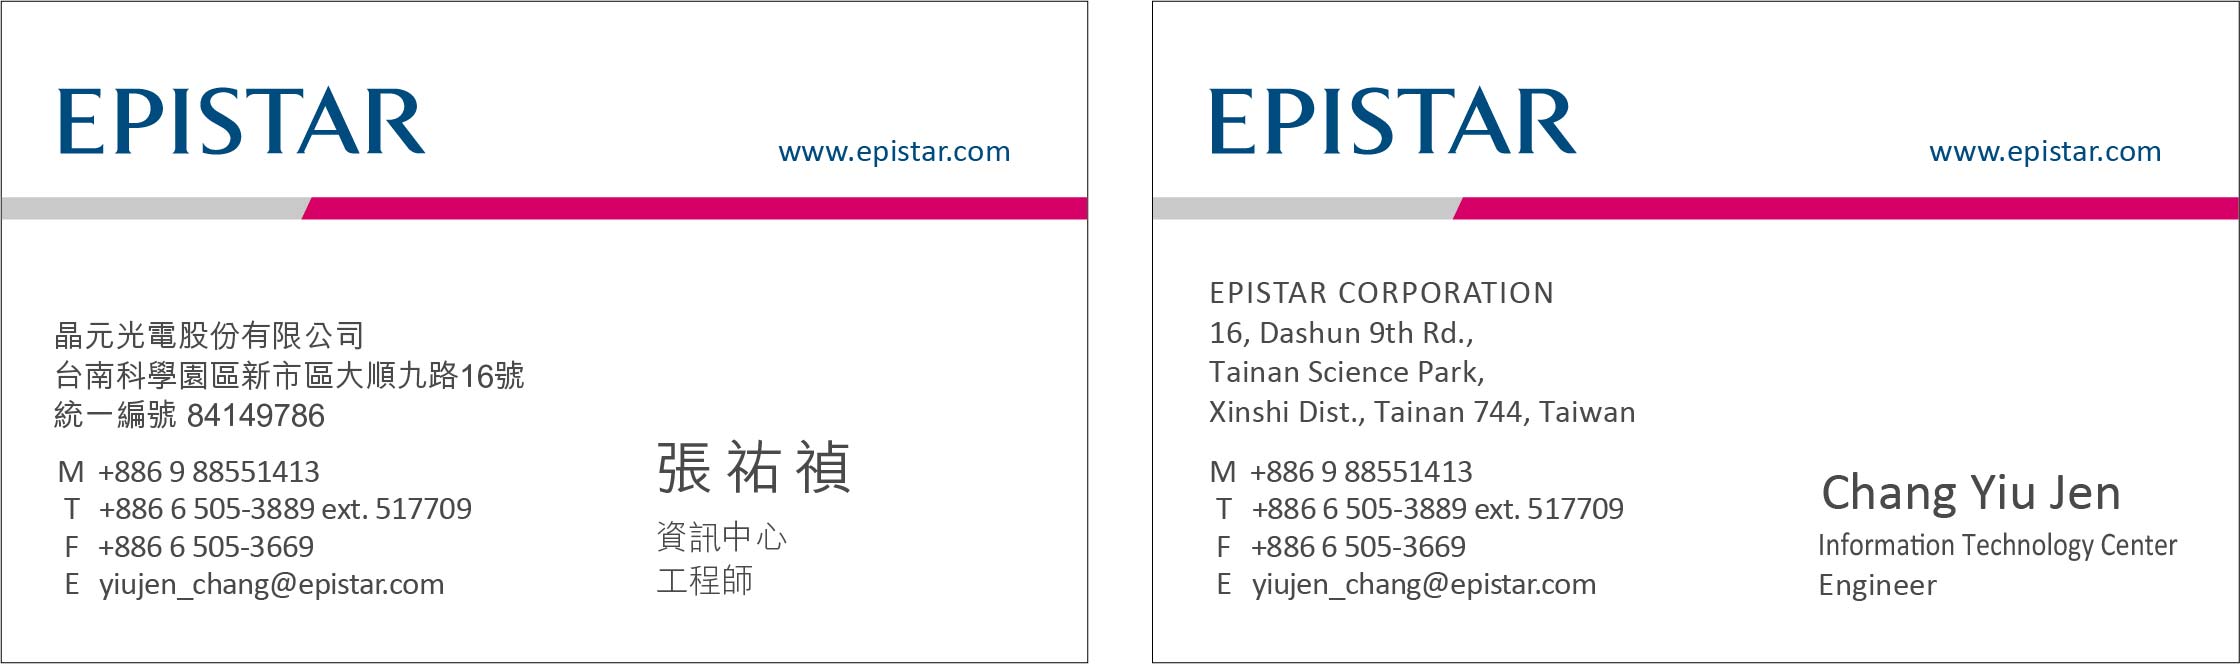 EPISTAR
www.epistar.com
晶元光電股份有限公司
台南科學園區新市區大順九路16號
統一編號 84149786
M +886 9 88551413
T +886 6 505-3889 ext. 517709
F +886 6 505-3669
E yiujen_chang@epistar.com
張祐禎
資訊中心
工程師
EPISTAR
www.epistar.com
EPISTAR CORPORATION
16, Dashun 9th Rd.,
Tainan Science Park,
Xinshi Dist., Tainan 744, Taiwan
M +886 9 88551413
T +886 6 505-3889 ext. 517709
F +886 6 505-3669
E yiujen_chang@epistar.com
Chang Yiu Jen
Information Technology Center
Engineer